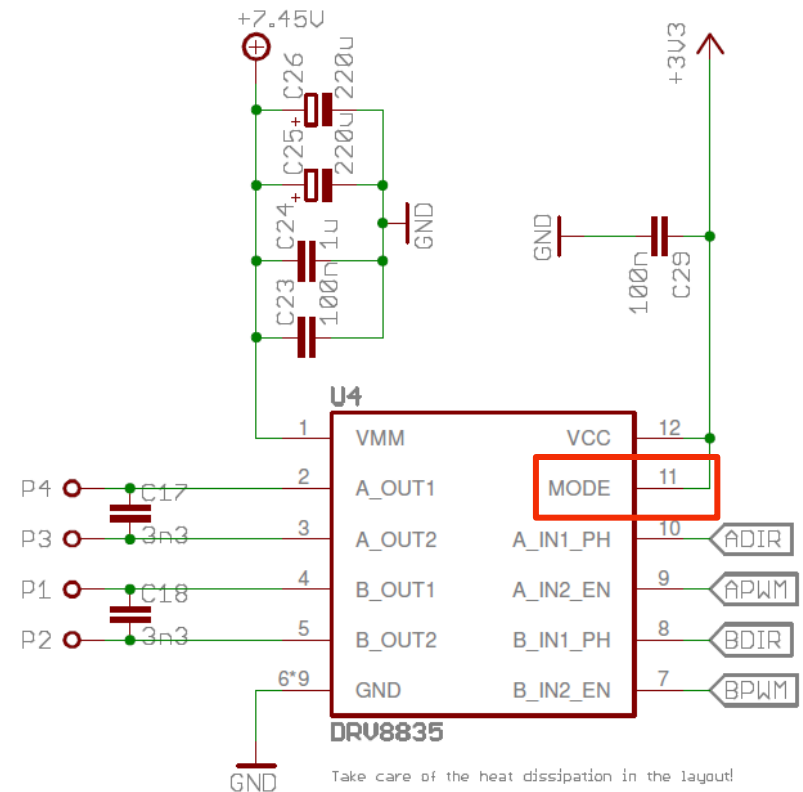 +7.45V
+3V3
C26
220u
C25
220u
C24
1u
C23
100n
GND
GND
100n
C29
U4
1
VMM
VCC
12
P4
C17
2
A_OUT1
MODE
11
P3
3n3
3
A_OUT2
A_IN1_PH
10
ADIR
P1
C18
4
B_OUT1
A_IN2_EN
9
APWM
P2
3n3
5
B_OUT2
B_IN1_PH
8
BDIR
6*9
GND
B_IN2_EN
7
BPWM
DRV8835
GND
Take care of the heat dissipation in the layout!